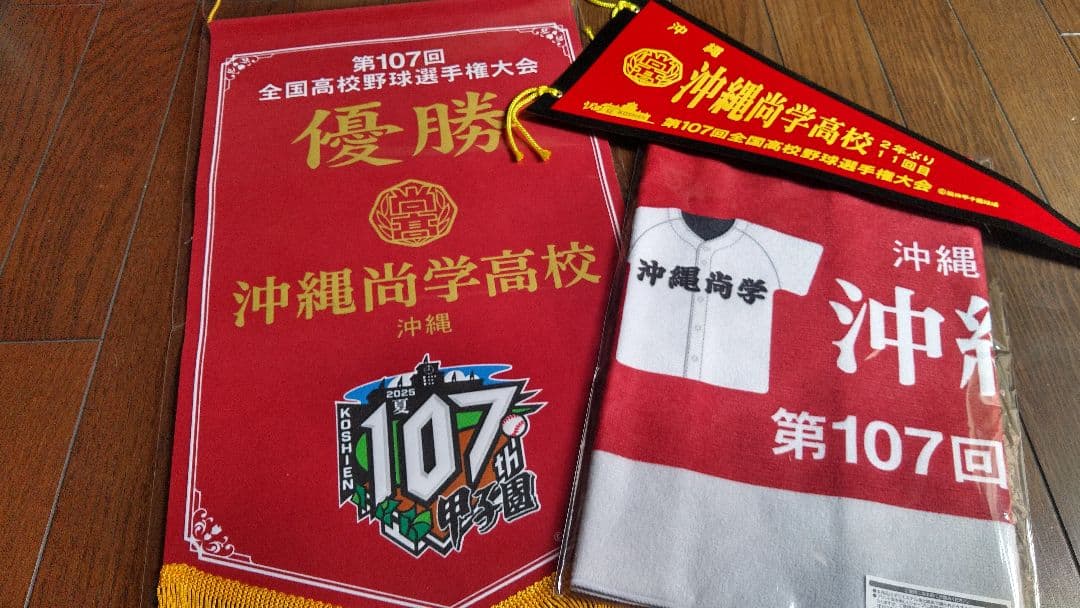 第107回
全国高校野球選手権大会
優勝
尚高
沖縄尚学高校
沖縄
2025
夏
KOSHIEN
107th
甲子園
沖縄
尚高
沖縄尚学高校
2年ぶり
11回目
第107回全国高校野球選手権大会
沖縄尚学
沖縄
沖
第107回